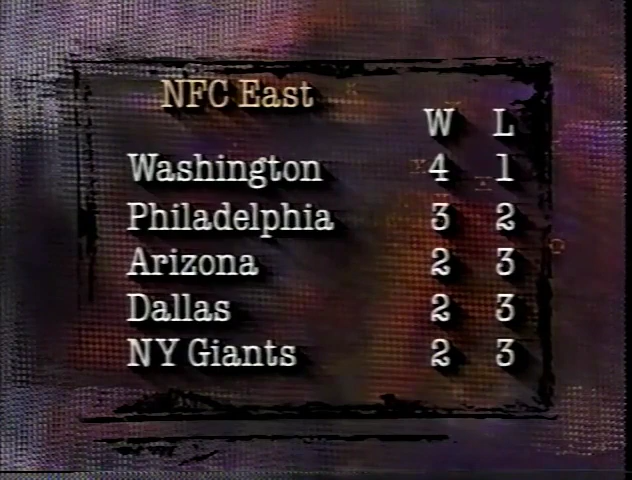 NFC East
W L
Washington 4 1
Philadelphia 3 2
Arizona 2 3
Dallas 2 3
NY Giants 2 3